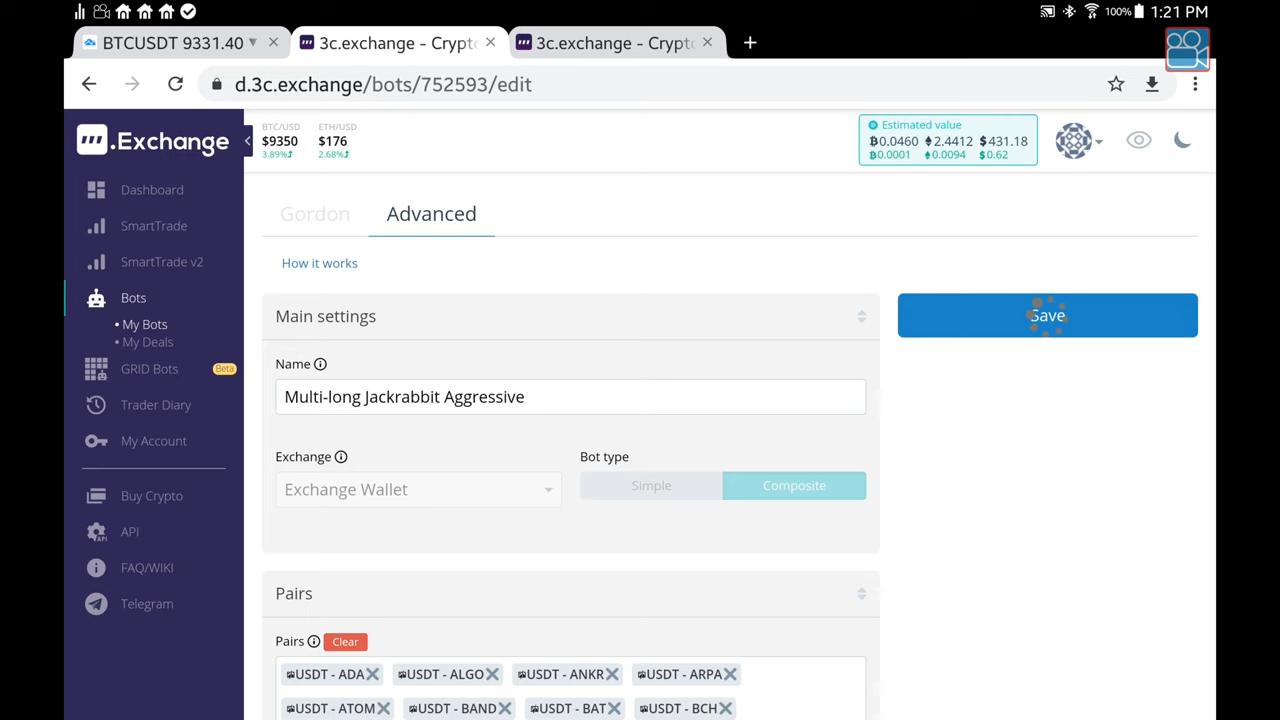 100% 1:21 PM
BTCUSDT 9331.40
3c.exchange - Crypt
3c.exchange - Crypt
d.3c.exchange/bots/752593/edit
.Exchange
BTC/USD ETH/USD
$9350 $176
3.89% 2.68%
Estimated value
0.0460 2.4412 $431.18
0.0001 0.0094 $0.62
Dashboard
SmartTrade
SmartTrade v2
Bots
• My Bots
• My Deals
GRID Bots Beta
Trader Diary
My Account
Buy Crypto
API
FAQ/WIKI
Telegram
Gordon Advanced
How it works
Main settings
Save
Name
Multi-long Jackrabbit Aggressive
Exchange Bot type
Exchange Wallet Simple Composite
Pairs
Pairs Clear
USDT - ADA USDT - ALGO USDT - ANKR USDT - ARPA
USDT - ATOM USDT - BAND USDT - BAT USDT - BCH